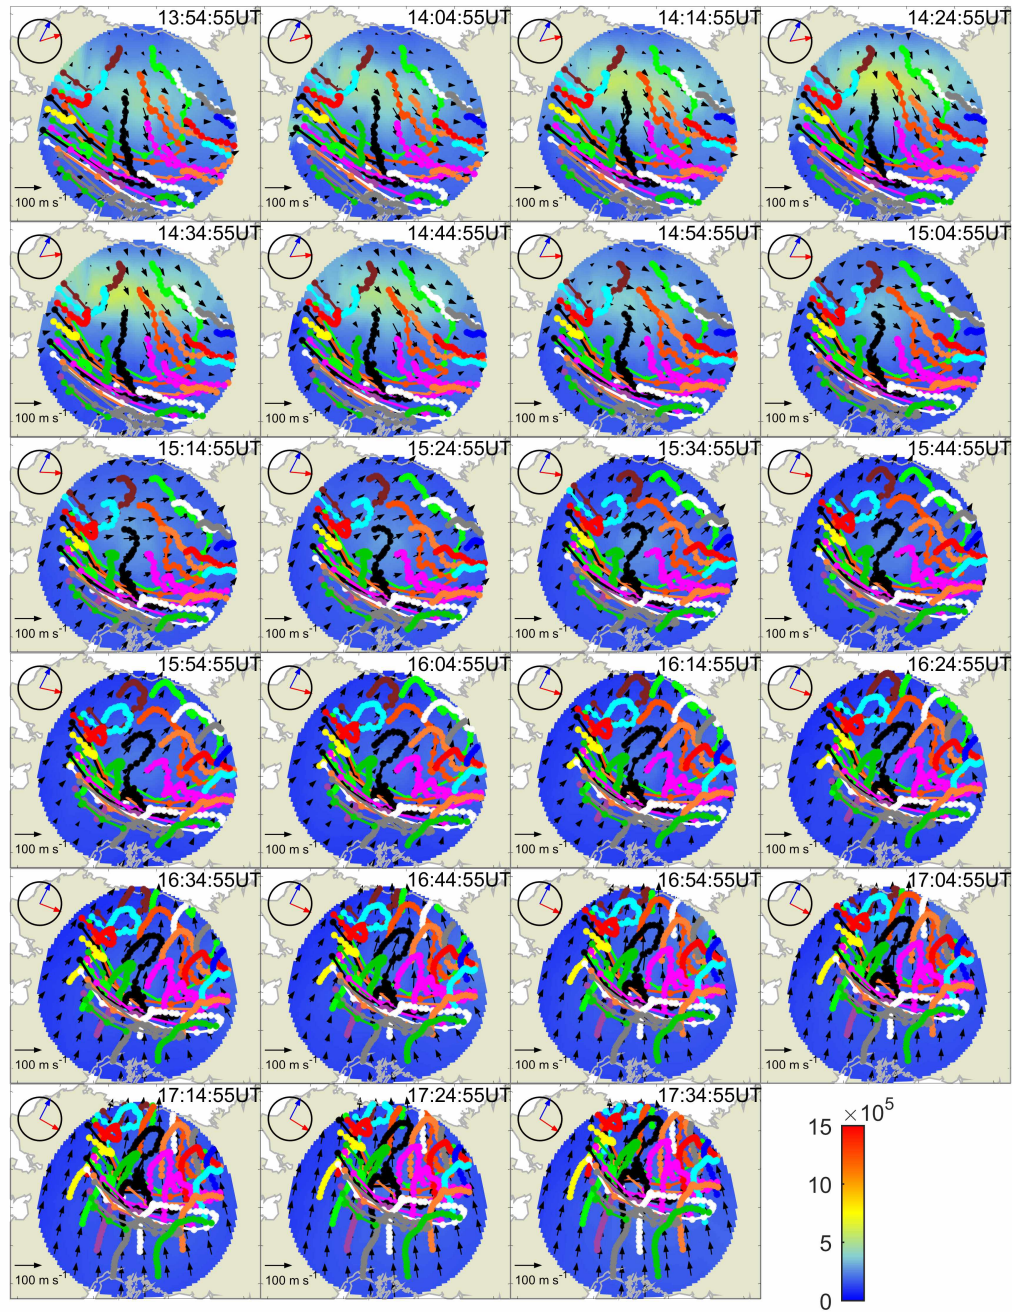 13:54:55UT 14:04:55UT 14:14:55UT 14:24:55UT
100 m s⁻¹ 100 m s⁻¹ 100 m s⁻¹ 100 m s⁻¹
14:34:55UT 14:44:55UT 14:54:55UT 15:04:55UT
100 m s⁻¹ 100 m s⁻¹ 100 m s⁻¹ 100 m s⁻¹
15:14:55UT 15:24:55UT 15:34:55UT 15:44:55UT
100 m s⁻¹ 100 m s⁻¹ 100 m s⁻¹ 100 m s⁻¹
15:54:55UT 16:04:55UT 16:14:55UT 16:24:55UT
100 m s⁻¹ 100 m s⁻¹ 100 m s⁻¹ 100 m s⁻¹
16:34:55UT 16:44:55UT 16:54:55UT 17:04:55UT
100 m s⁻¹ 100 m s⁻¹ 100 m s⁻¹ 100 m s⁻¹
17:14:55UT 17:24:55UT 17:34:55UT
×10⁵
15
10
5
100 m s⁻¹ 100 m s⁻¹ 100 m s⁻¹
0